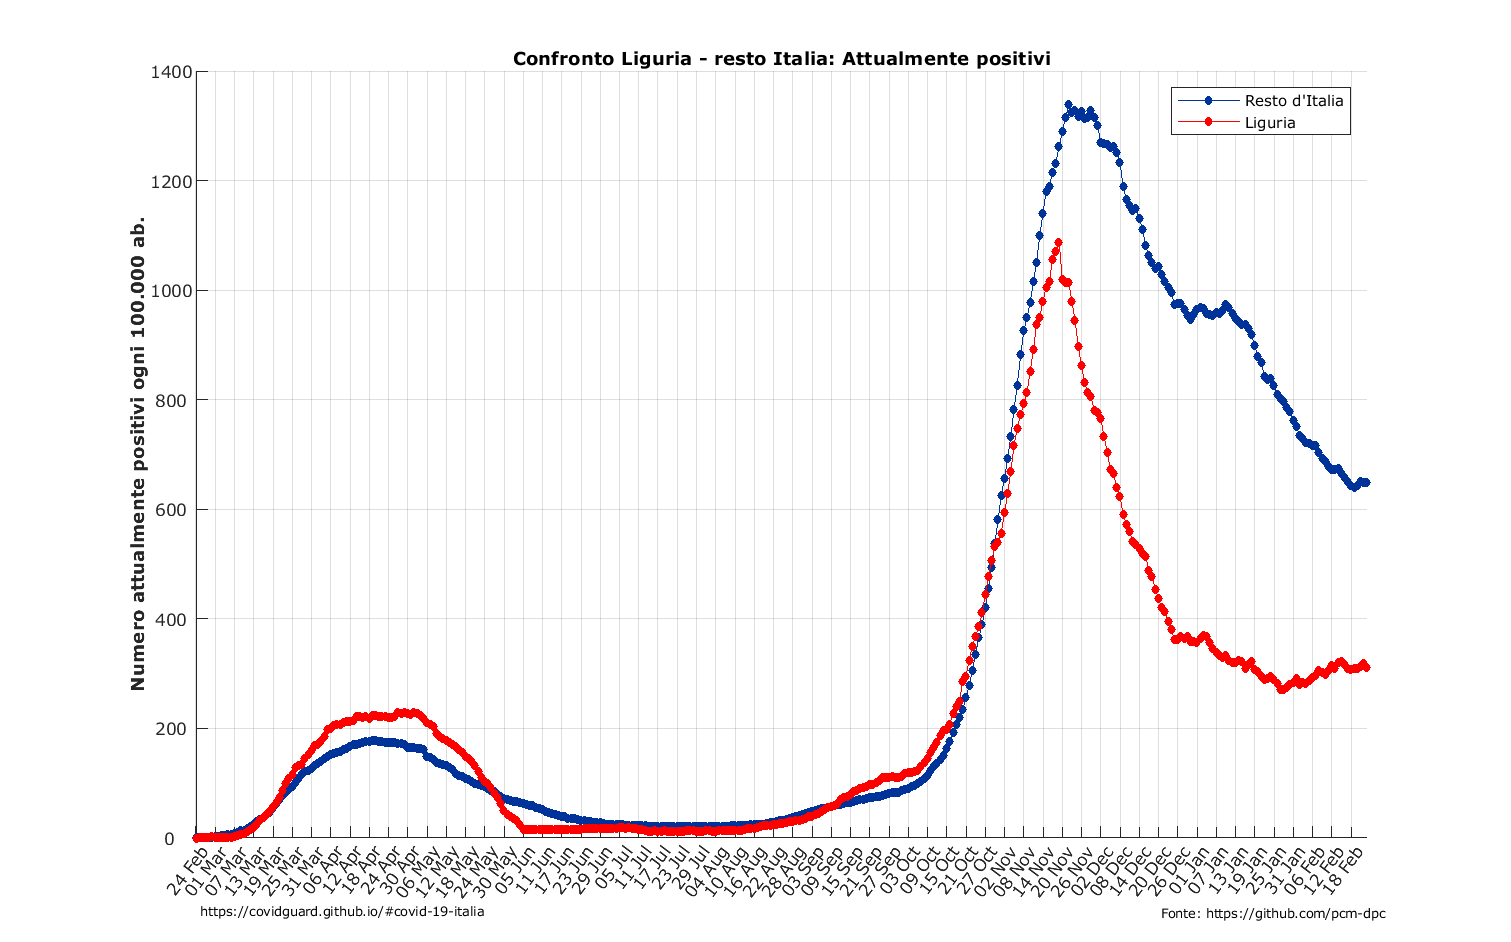 Confronto Liguria - resto Italia: Attualmente positivi
Numero attualmente positivi ogni 100.000 ab.
1400
1200
1000
800
600
400
200
0
Resto d'Italia
Liguria
24 Feb
01 Mar
07 Mar
13 Mar
19 Mar
25 Mar
31 Mar
06 Apr
12 Apr
18 Apr
24 Apr
30 Apr
06 May
12 May
18 May
24 May
30 May
05 Jun
11 Jun
17 Jun
23 Jun
29 Jun
05 Jul
11 Jul
17 Jul
23 Jul
29 Jul
04 Aug
10 Aug
16 Aug
22 Aug
28 Aug
03 Sep
09 Sep
15 Sep
21 Sep
27 Sep
03 Oct
09 Oct
15 Oct
21 Oct
27 Oct
02 Nov
08 Nov
14 Nov
20 Nov
26 Nov
02 Dec
08 Dec
14 Dec
20 Dec
26 Dec
01 Jan
07 Jan
13 Jan
19 Jan
25 Jan
31 Jan
06 Feb
12 Feb
18 Feb
https://covidguard.github.io/#covid-19-italia
Fonte: https://github.com/pcm-dpc